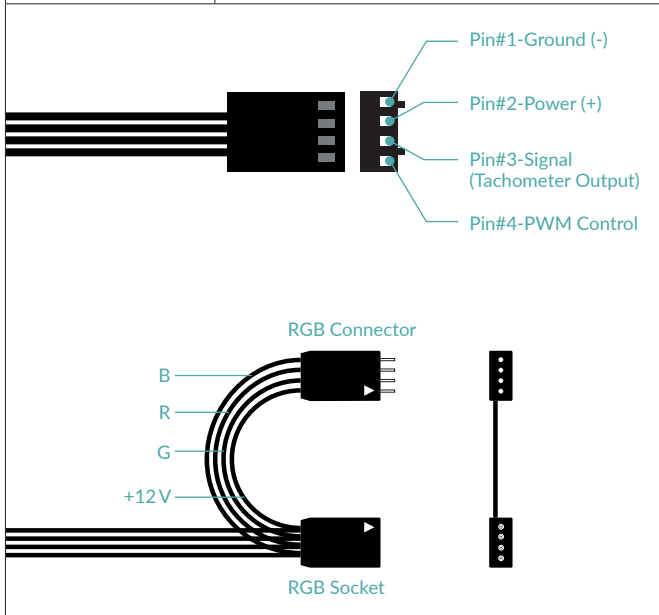 Pin#1-Ground (-)
Pin#2-Power (+)
Pin#3-Signal
(Tachometer Output)
Pin#4-PWM Control
RGB Connector
B
R
G
+12 V
RGB Socket